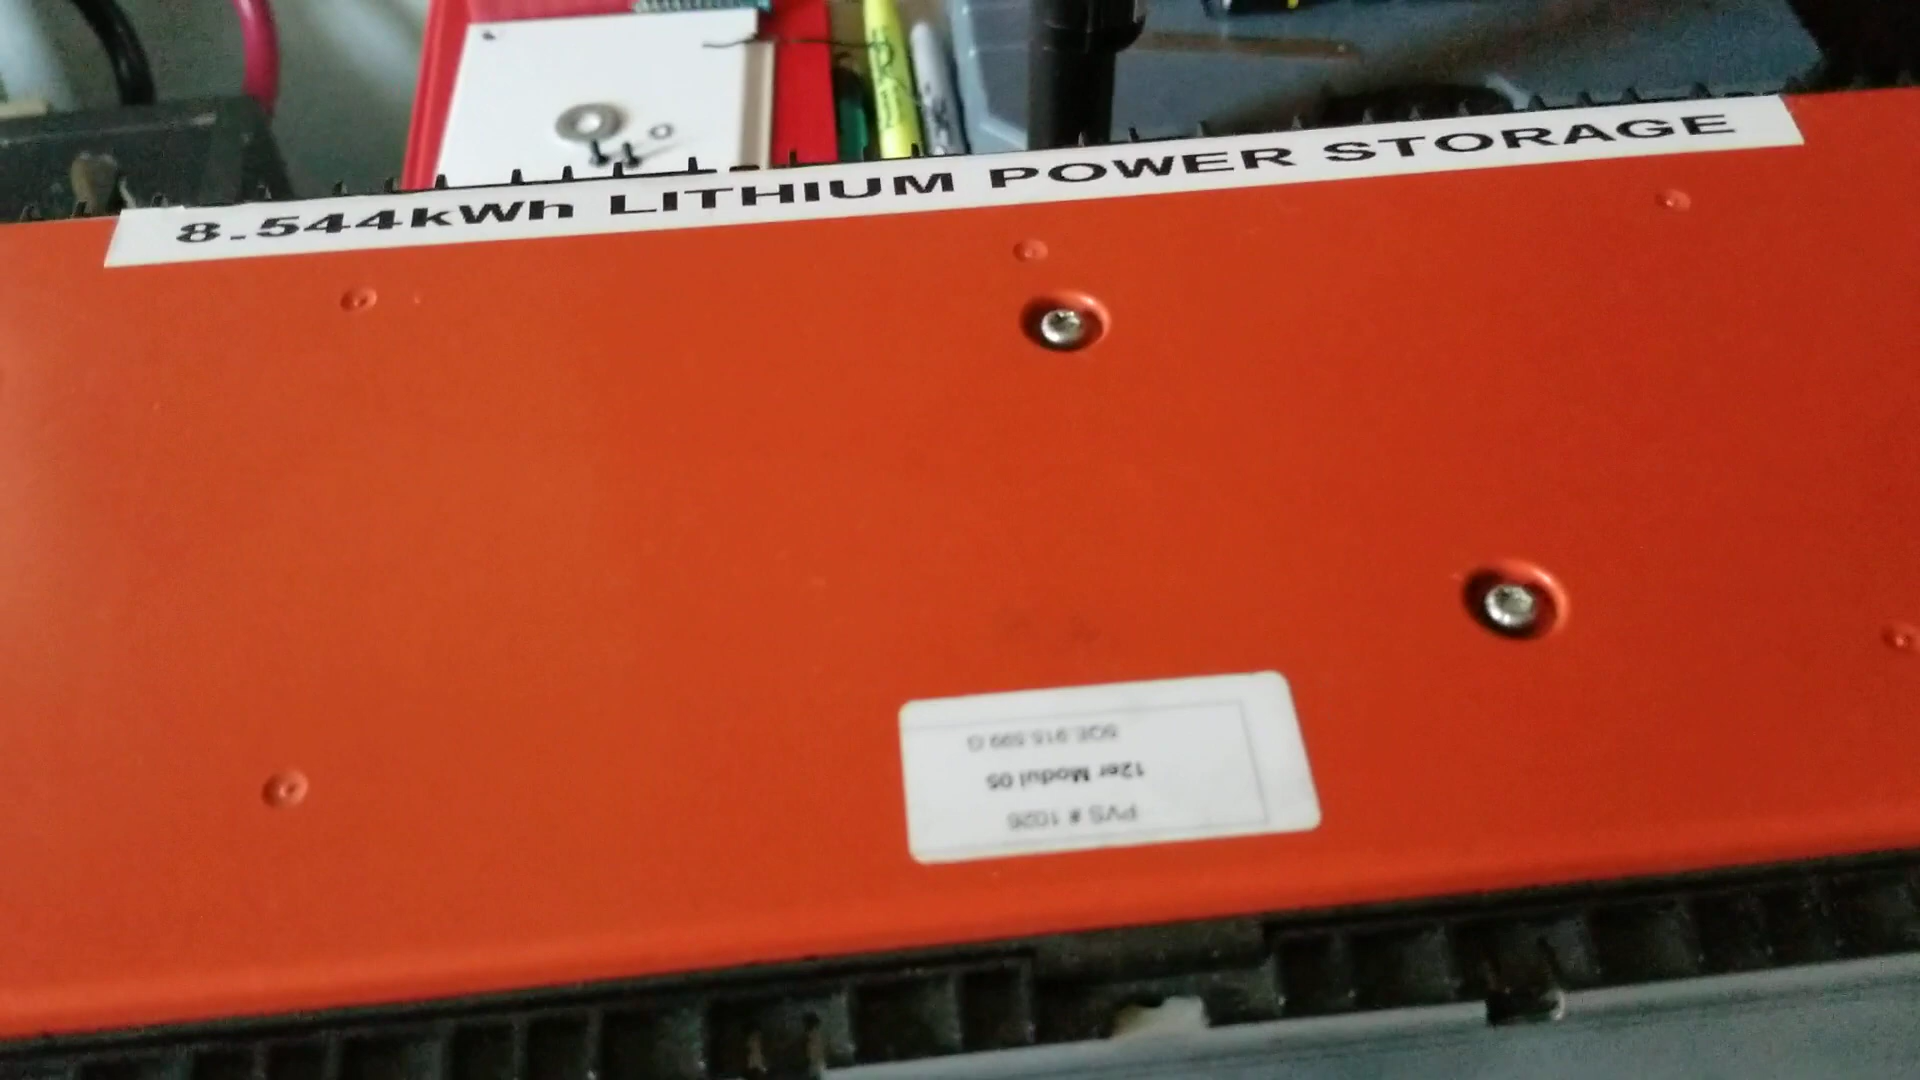 8.544kWh LITHIUM POWER STORAGE
PVS # 1026
12er Modul 05
5QE.915.599.G